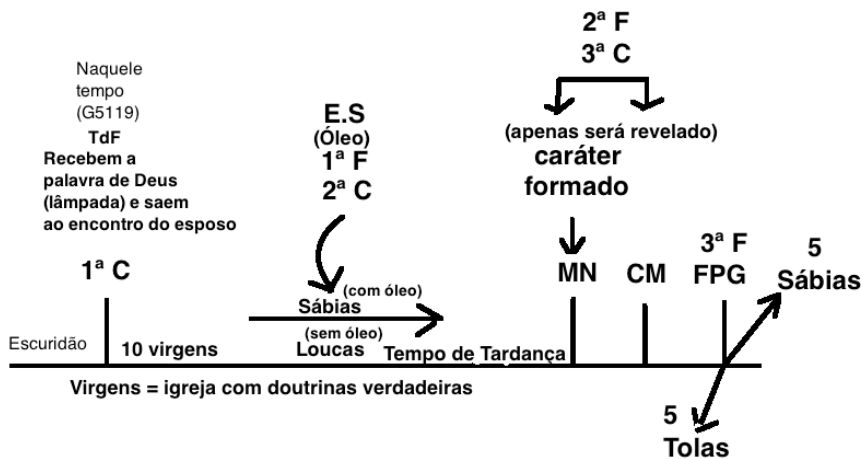 Naquele
tempo
(G5119)
TdF
Recebem a
palavra de Deus
(lâmpada) e saem
ao encontro do esposo
1ª C
Escuridão
10 virgens
E.S
(Óleo)
1ª F
2ª C
(com óleo)
Sábias
(sem óleo)
Loucas
Tempo de Tardança
Virgens = igreja com doutrinas verdadeiras
2ª F
3ª C
(apenas será revelado)
caráter
formado
MN
CM
3ª F
FPG
5
Sábias
5
Tolas